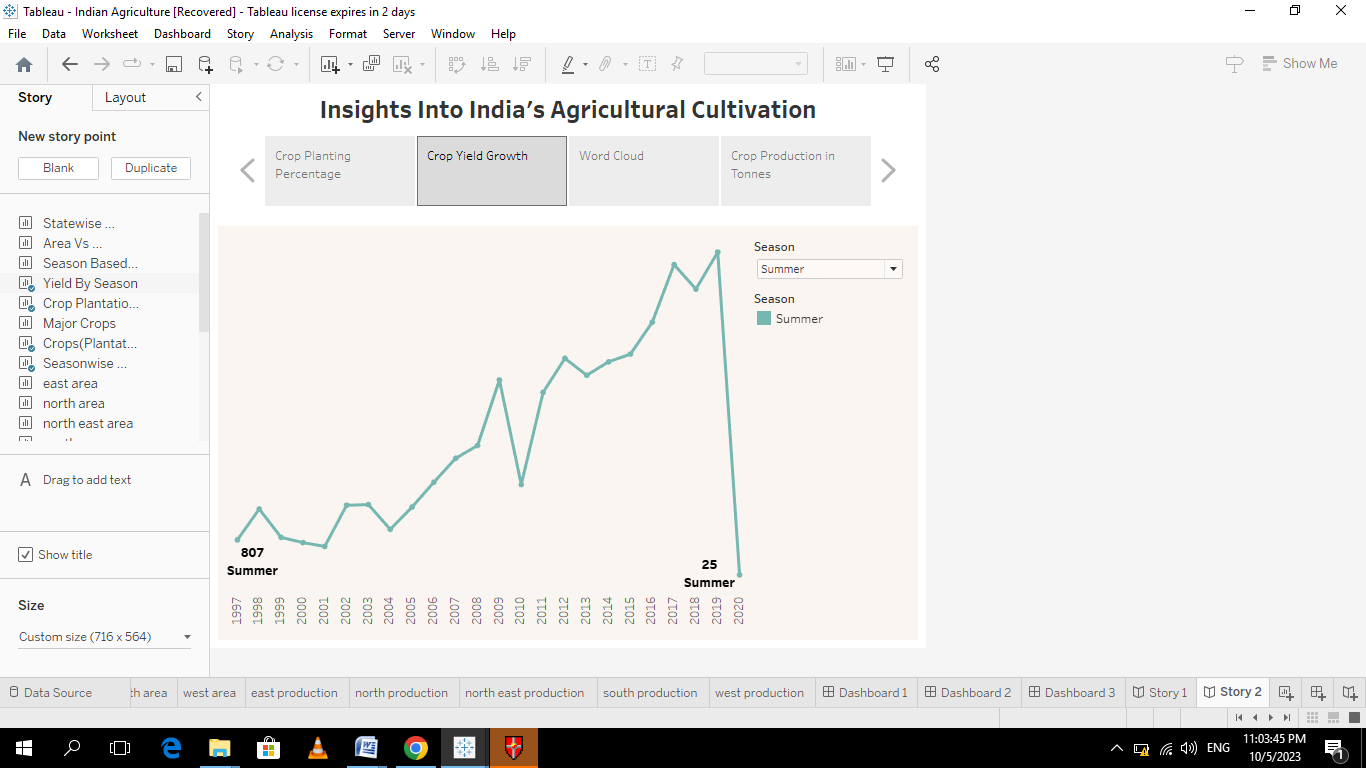 Tableau - Indian Agriculture [Recovered] - Tableau license expires in 2 days
File Data Worksheet Dashboard Story Analysis Format Server Window Help
Show Me
Story Layout
New story point
Blank Duplicate
Statewise ...
Area Vs ...
Season Based...
Yield By Season
Crop Plantatio...
Major Crops
Crops(Plantat...
Seasonwise ...
east area
north area
north east area
A Drag to add text
Show title
Size
Custom size (716 x 564)
Insights Into India’s Agricultural Cultivation
Crop Planting
Percentage
Crop Yield Growth
Word Cloud
Crop Production in
Tonnes
Season
Summer
Season
Summer
807
Summer
25
Summer
1997 1998 1999 2000 2001 2002 2003 2004 2005 2006 2007 2008 2009 2010 2011 2012 2013 2014 2015 2016 2017 2018 2019 2020
Data Source th area west area east production north production north east production south production west production Dashboard 1 Dashboard 2 Dashboard 3 Story 1 Story 2
ENG
11:03:45 PM
10/5/2023
1